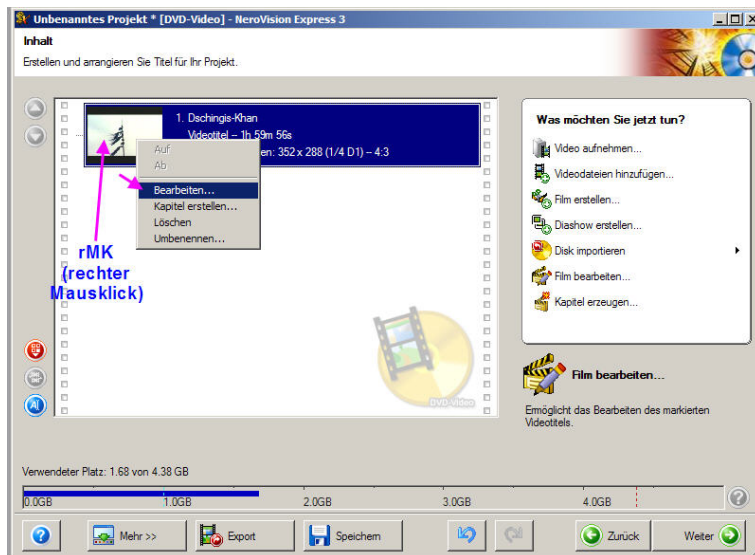 Unbenanntes Projekt * [DVD-Video] - NeroVision Express 3
Inhalt
Erstellen und arrangieren Sie Titel für Ihr Projekt.
1. Dschingis-Khan
Videotitel – 1h 59m 56s
en: 352 x 288 (1/4 D1) – 4:3
Auf
Ab
Bearbeiten...
Kapitel erstellen...
Löschen
Umbenennen...
rMK
(rechter
Mausklick)
DVD-Video
Was möchten Sie jetzt tun?
Video aufnehmen...
Videodateien hinzufügen...
Film erstellen...
Diashow erstellen...
Disk importieren
Film bearbeiten...
Kapitel erzeugen...
Film bearbeiten...
Ermöglicht das Bearbeiten des markierten
Videotitels.
Verwendeter Platz: 1.68 von 4.38 GB
0.0GB 1.0GB 2.0GB 3.0GB 4.0GB
Mehr >> Export Speichern Zurück Weiter